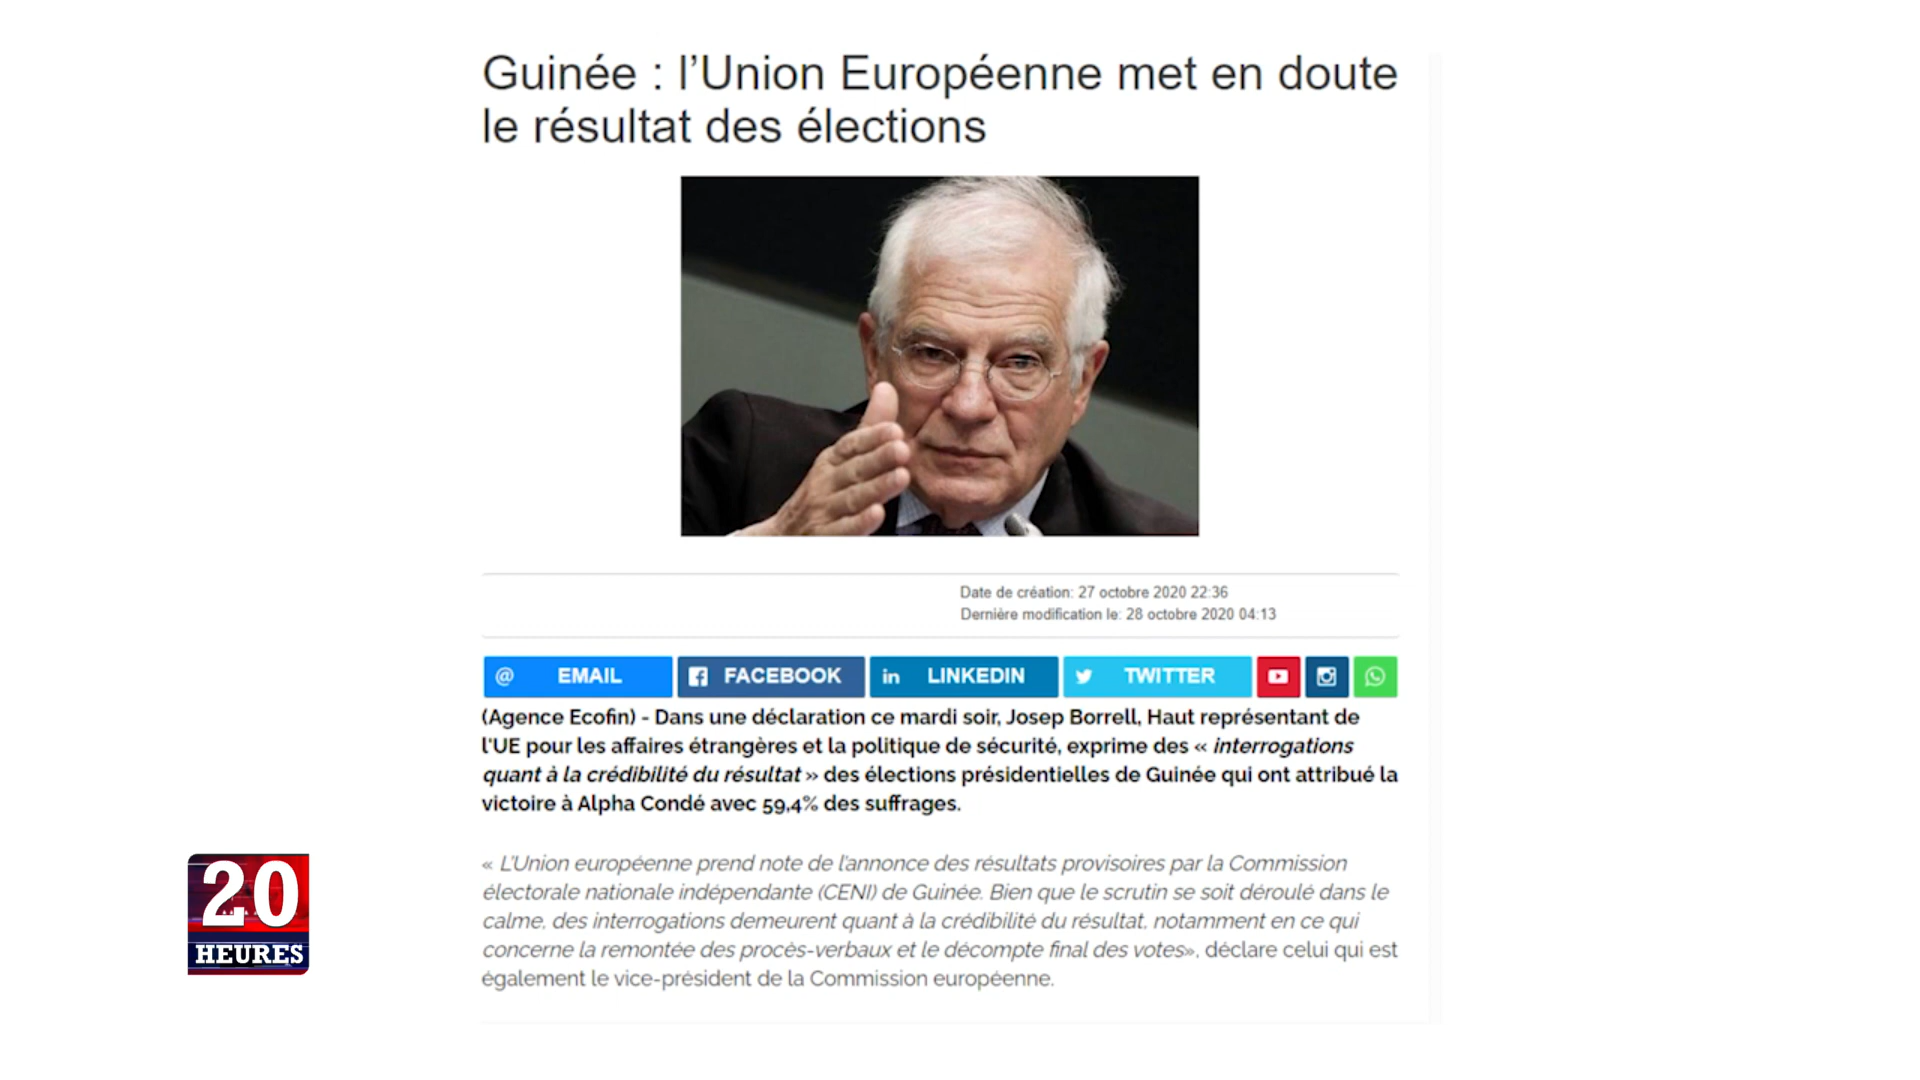 Guinée : l’Union Européenne met en doute
le résultat des élections
Date de création: 27 octobre 2020 22:36
Dernière modification le: 28 octobre 2020 04:13
@ EMAIL
FACEBOOK
in LINKEDIN
TWITTER
(Agence Ecofin) - Dans une déclaration ce mardi soir, Josep Borrell, Haut représentant de
l'UE pour les affaires étrangères et la politique de sécurité, exprime des « interrogations
quant à la crédibilité du résultat » des élections présidentielles de Guinée qui ont attribué la
victoire à Alpha Condé avec 59,4% des suffrages.
« L'Union européenne prend note de l'annonce des résultats provisoires par la Commission
électorale nationale indépendante (CENI) de Guinée. Bien que le scrutin se soit déroulé dans le
calme, des interrogations demeurent quant à la crédibilité du résultat, notamment en ce qui
concerne la remontée des procès-verbaux et le décompte final des votes», déclare celui qui est
également le vice-président de la Commission européenne.
20
HEURES